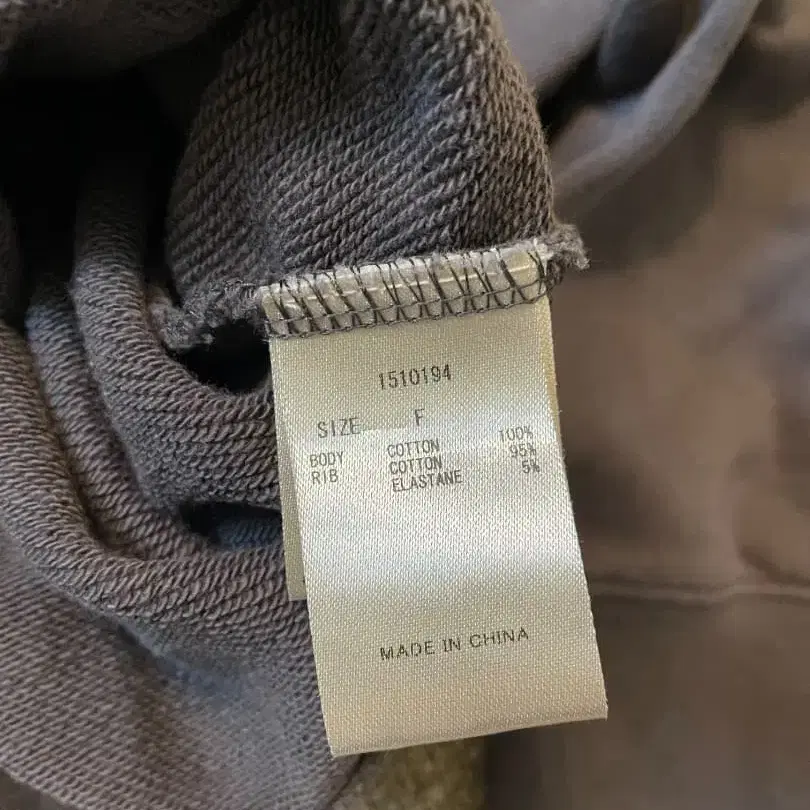 1510194
SIZE F
BODY COTTON 100%
RIB COTTON 95%
ELASTANE 5%
MADE IN CHINA